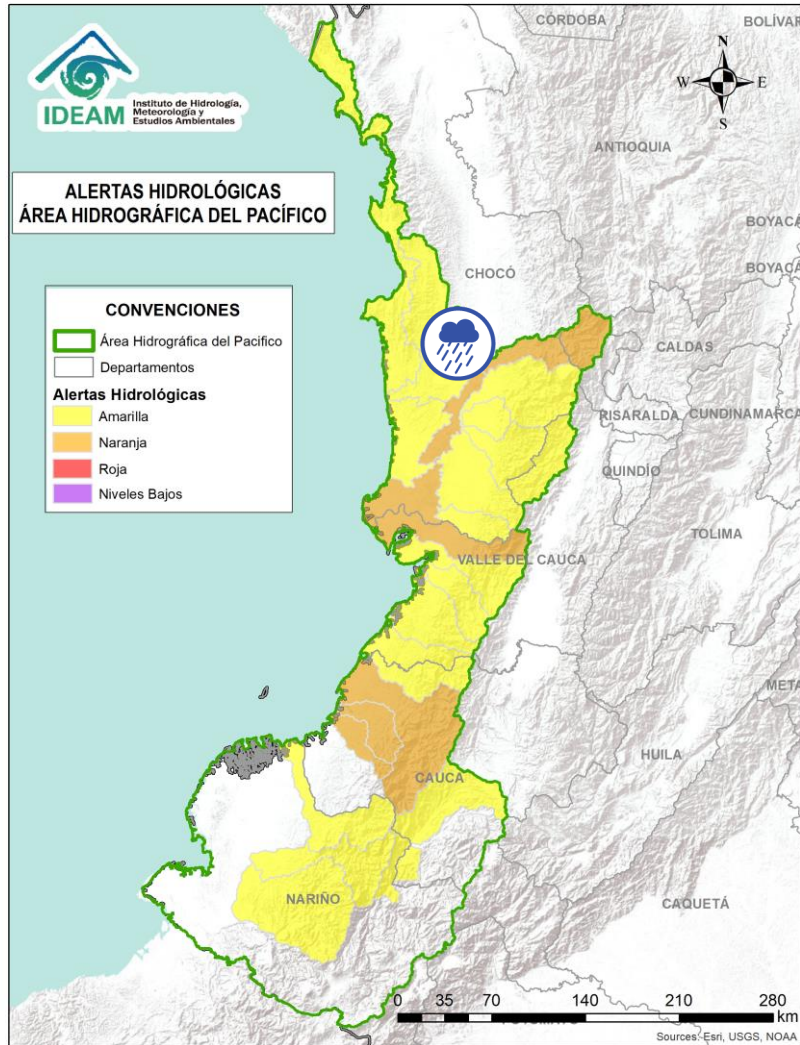 IDEAM
Instituto de Hidrología,
Meteorología y
Estudios Ambientales
ALERTAS HIDROLÓGICAS
ÁREA HIDROGRÁFICA DEL PACÍFICO
CONVENCIONES
Área Hidrográfica del Pacifico
Departamentos
Alertas Hidrológicas
Amarilla
Naranja
Roja
Niveles Bajos
CÓRDOBA
BOLÍVAR
N
W
E
S
ANTIOQUIA
BOYACÁ
BOYACÁ
CHOCÓ
CALDAS
RISARALDA
CUNDINAMARCA
QUINDÍO
TOLIMA
VALLE DEL CAUCA
META
HUILA
CAUCA
NARIÑO
CAQUETÁ
0 35 70 140 210 280
km
Sources: Esri, USGS, NOAA